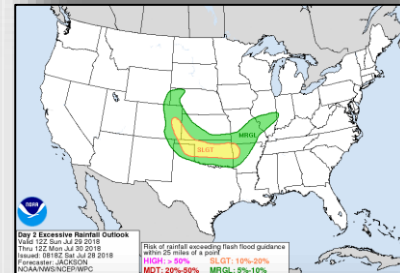 MRGL
SLGT
NOAA
Day 2 Excessive Rainfall Outlook
Valid 12Z Sun Jul 29 2018
Thru 12Z Mon Jul 30 2018
Issued: 0818Z Sat Jul 28 2018
Forecaster: JACKSON
NOAA/NWS/NCEP/WPC
Risk of rainfall exceeding flash flood guidance
within 25 miles of a point
HIGH: > 50% SLGT: 10%-20%
MDT: 20%-50% MRGL: 5%-10%